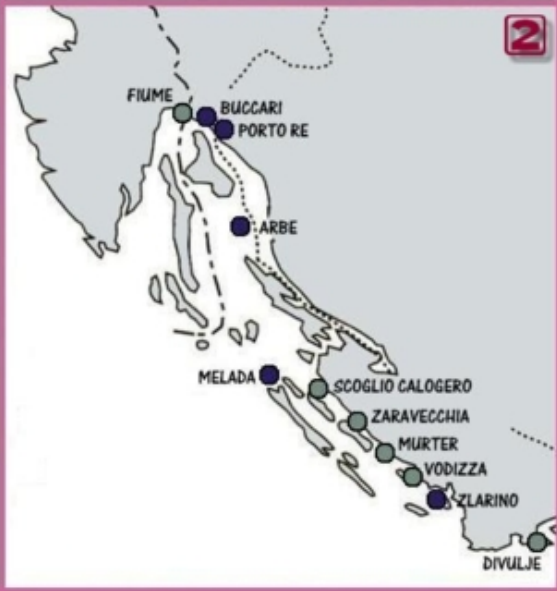 2
FIUME
BUCCARI
PORTO RE
ARBE
MELADA
SCOGLIO CALOGERO
ZARAVECCHIA
MURTER
VODIZZA
ZLARINO
DIVULJE